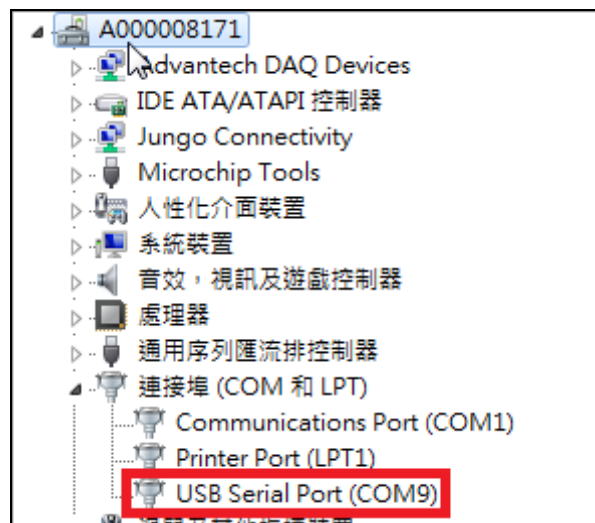 A000008171
Advantech DAQ Devices
IDE ATA/ATAPI 控制器
Jungo Connectivity
Microchip Tools
人性化介面裝置
系統裝置
音效，視訊及遊戲控制器
處理器
通用序列匯流排控制器
連接埠 (COM 和 LPT)
Communications Port (COM1)
Printer Port (LPT1)
USB Serial Port (COM9)